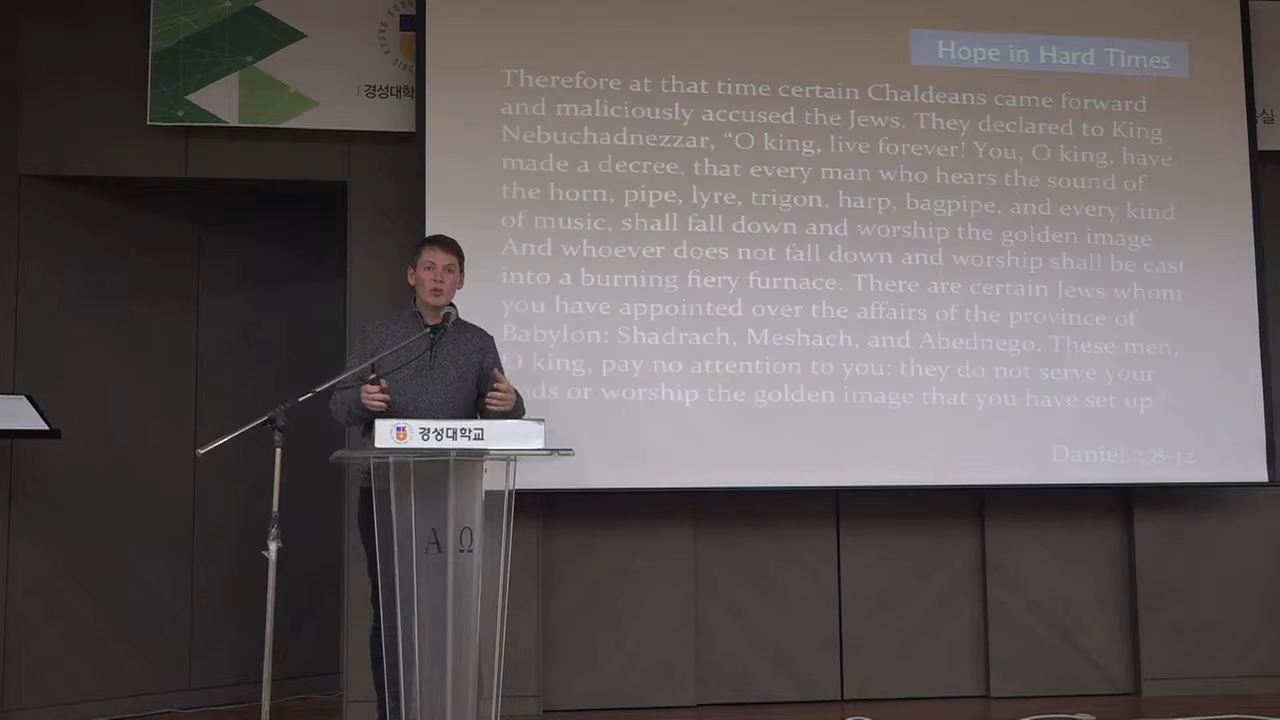 Hope in Hard Times
Therefore at that time certain Chaldeans came forward
and maliciously accused the Jews. They declared to King
Nebuchadnezzar, “O king, live forever! You, O king, have
made a decree, that every man who hears the sound of
the horn, pipe, lyre, trigon, harp, bagpipe, and every kind
of music, shall fall down and worship the golden image
And whoever does not fall down and worship shall be cast
into a burning fiery furnace. There are certain Jews whom
you have appointed over the affairs of the province of
Babylon: Shadrach, Meshach, and Abednego. These men,
O king, pay no attention to you; they do not serve your
or worship the golden image that you have set up
Daniel 3:8-12
경성대학
경성대학교
Α Ω